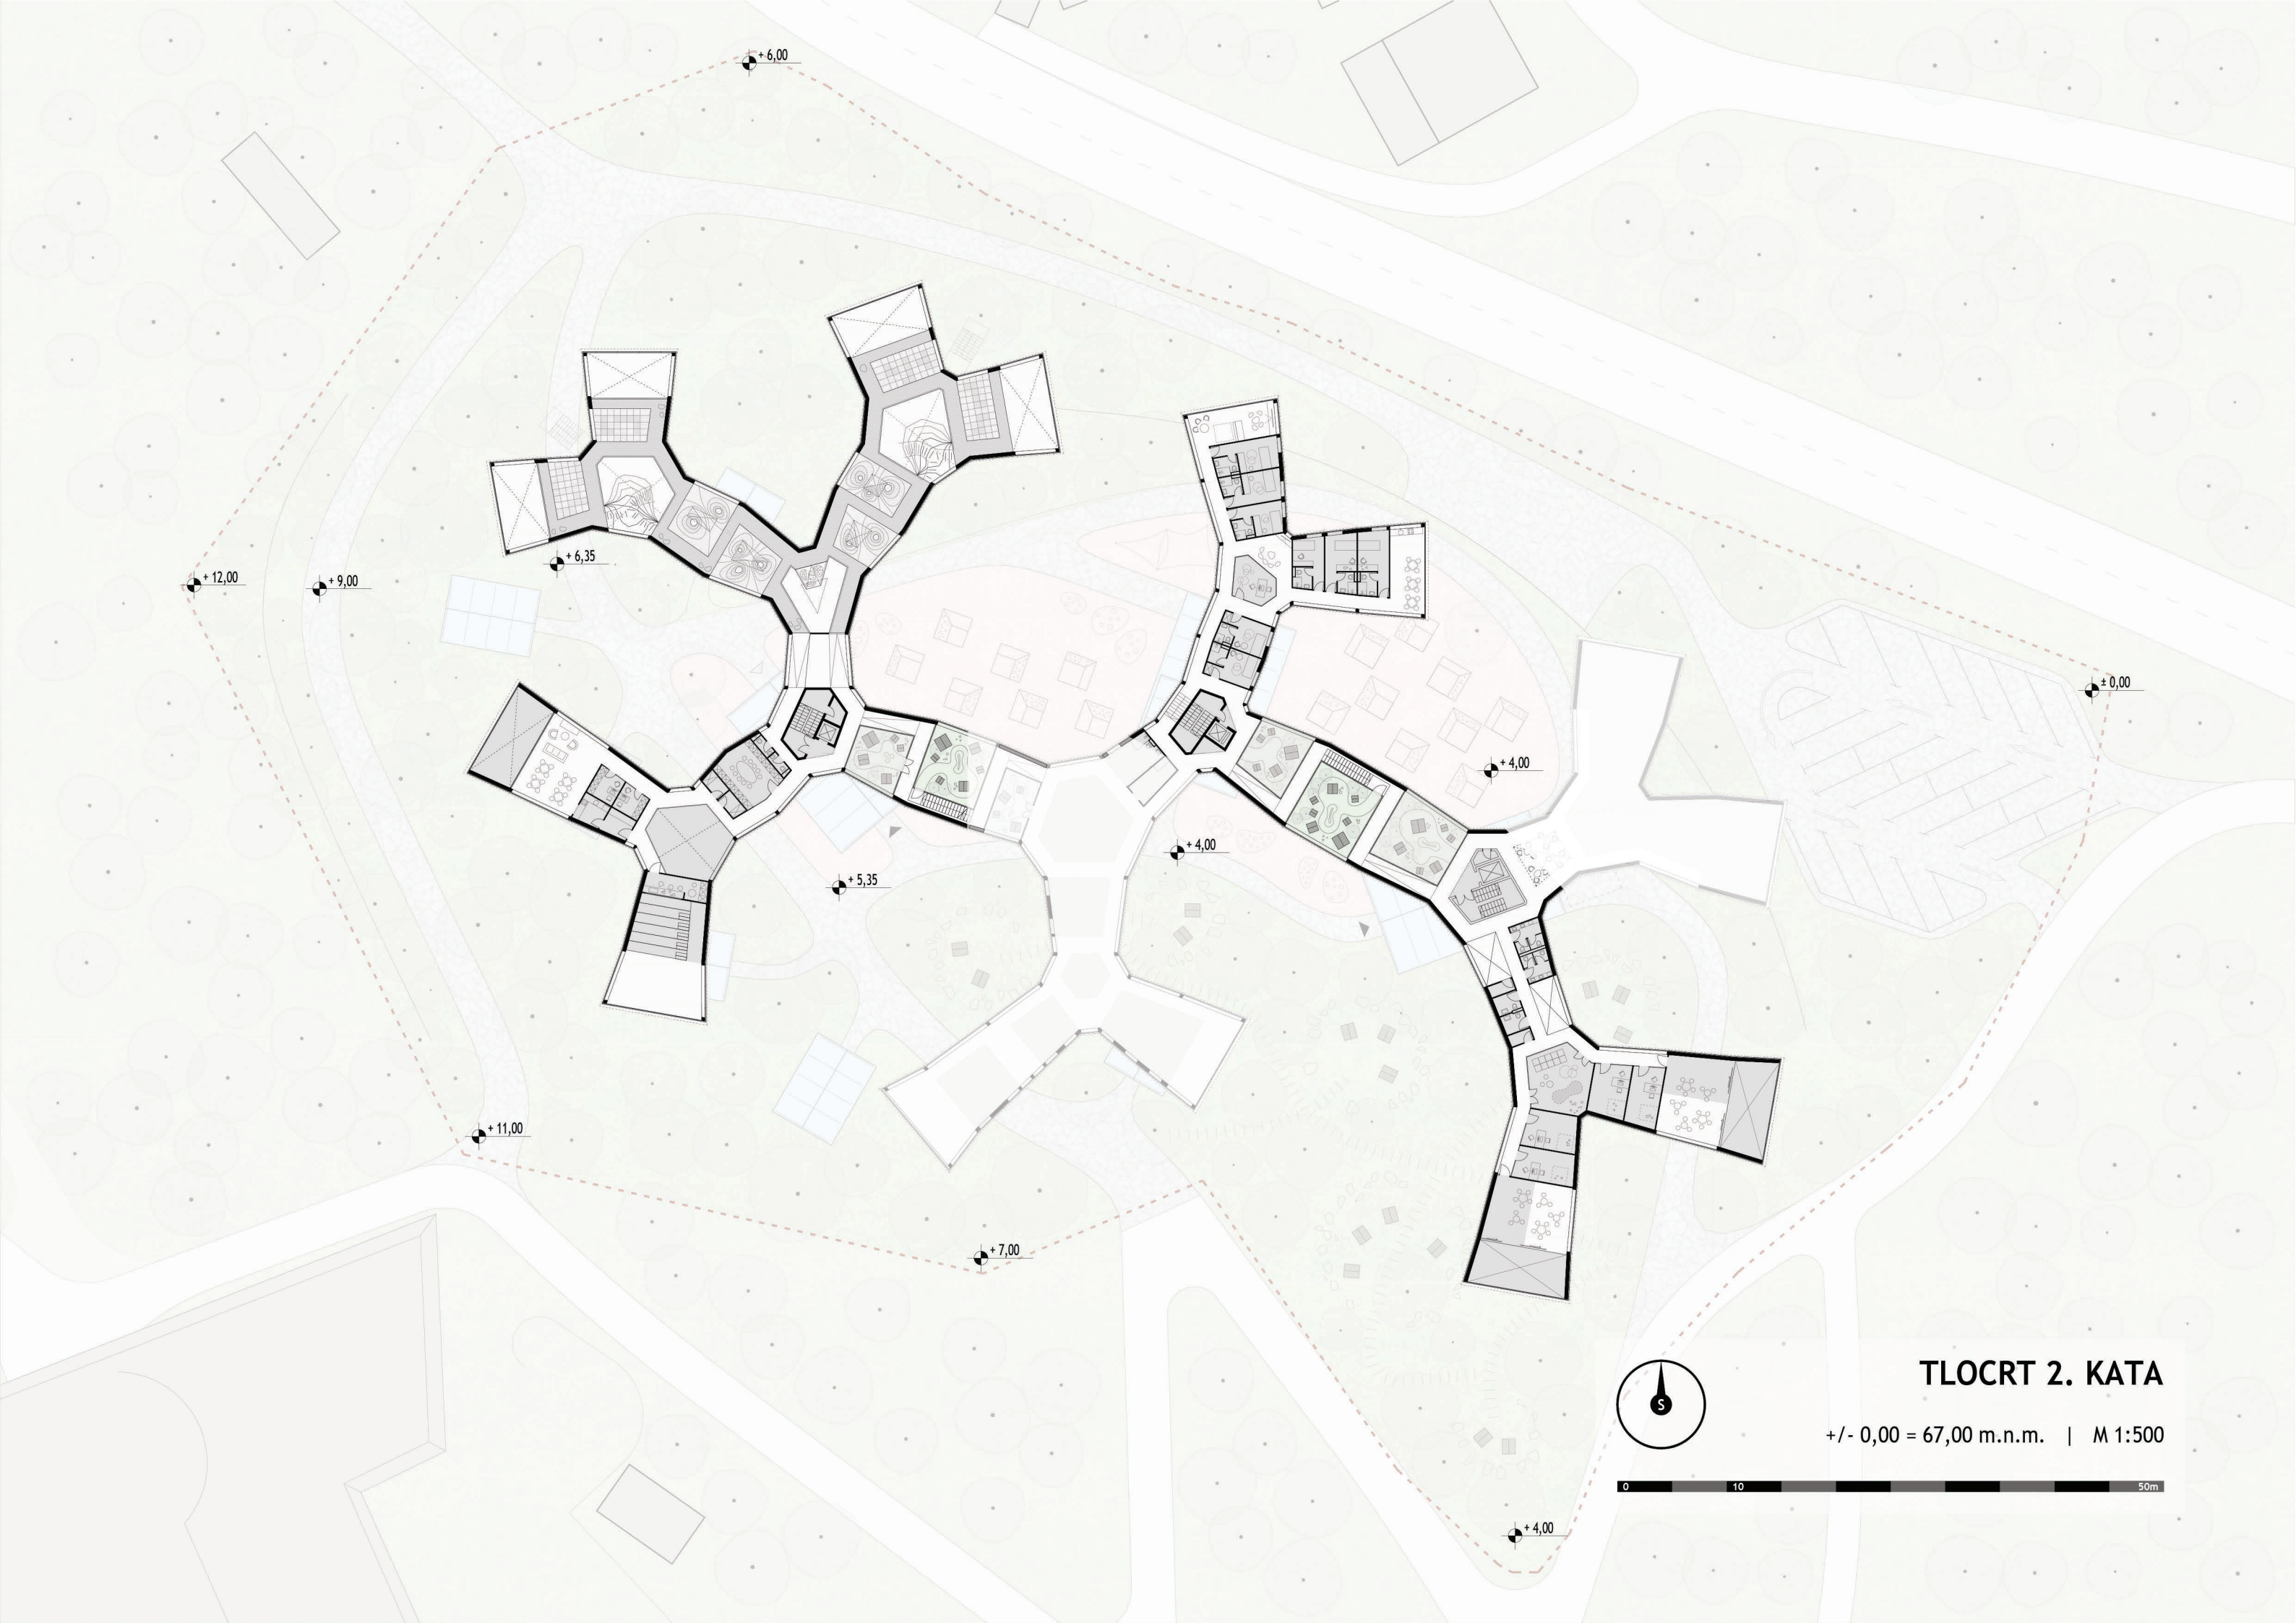 + 6,00
+ 6,35
+ 12,00
+ 9,00
± 0,00
+ 4,00
+ 4,00
+ 5,35
+ 11,00
+ 7,00
TLOCRT 2. KATA
S
+/- 0,00 = 67,00 m.n.m. | M 1:500
0 10 50m
+ 4,00